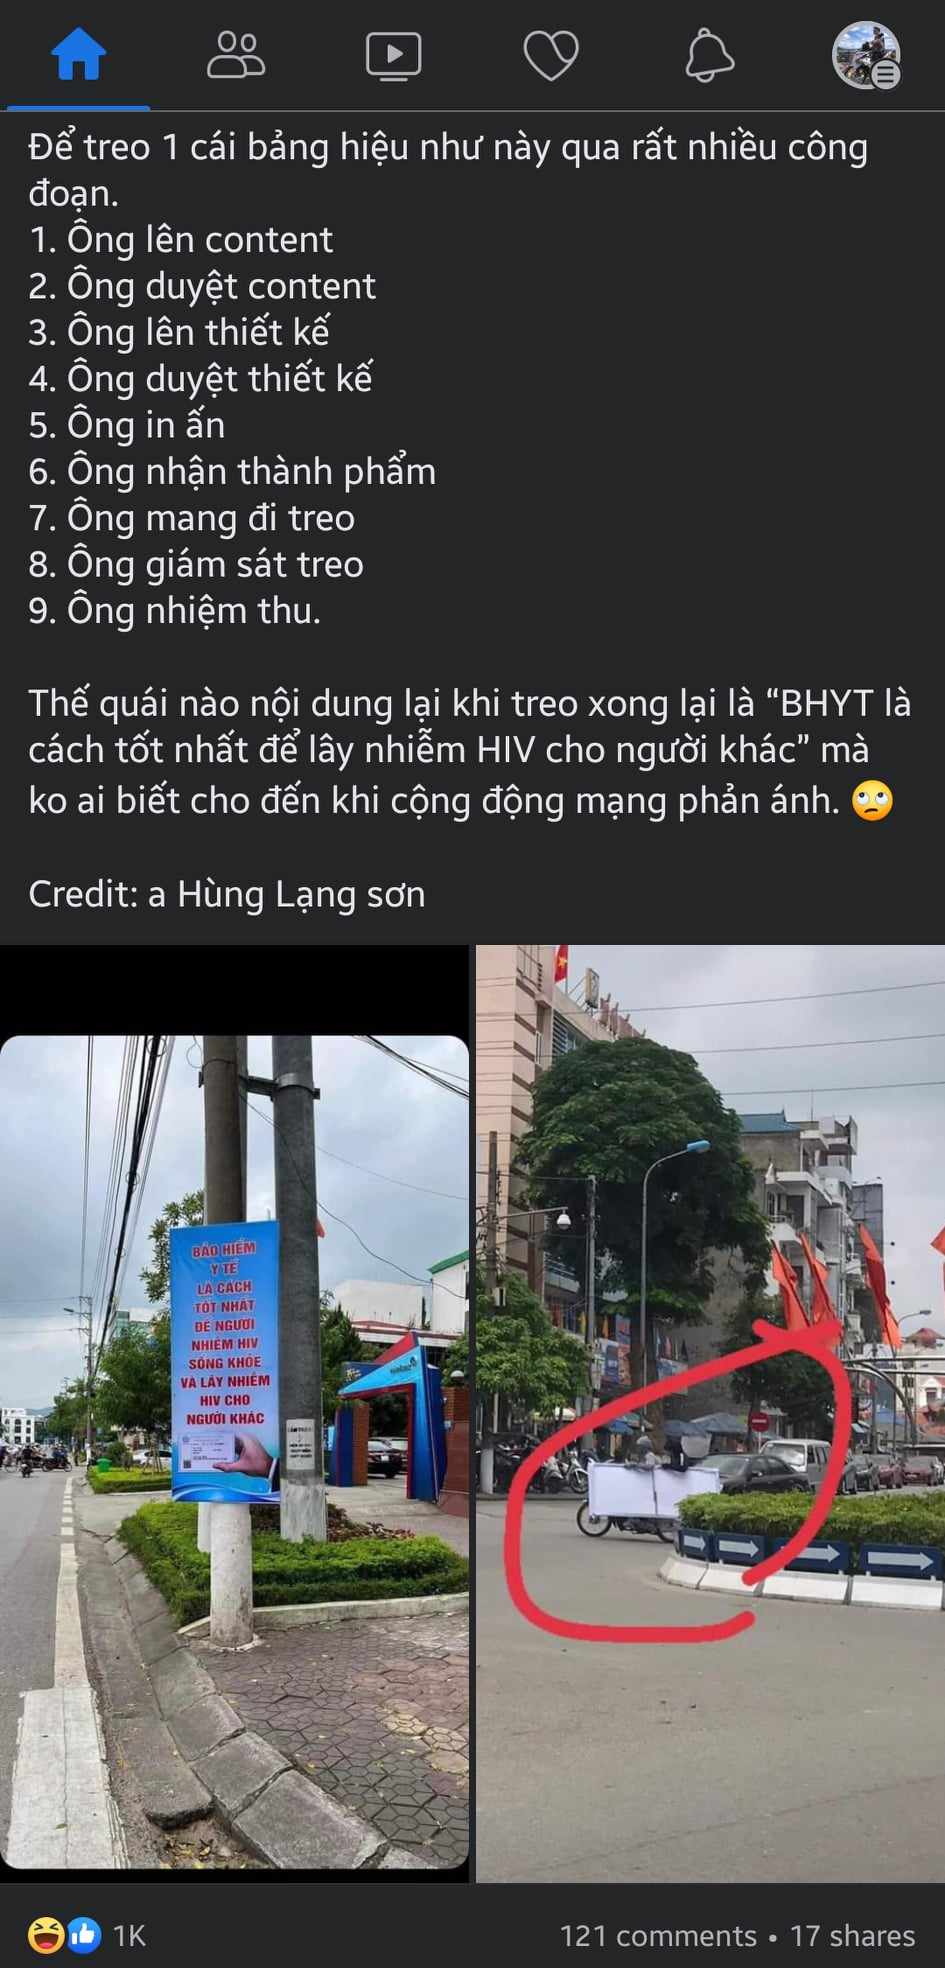 Để treo 1 cái bảng hiệu như này qua rất nhiều công
đoạn.
1. Ông lên content
2. Ông duyệt content
3. Ông lên thiết kế
4. Ông duyệt thiết kế
5. Ông in ấn
6. Ông nhận thành phẩm
7. Ông mang đi treo
8. Ông giám sát treo
9. Ông nhiệm thu.
Thế quái nào nội dung lại khi treo xong lại là “BHYT là
cách tốt nhất để lây nhiễm HIV cho người khác” mà
ko ai biết cho đến khi cộng động mạng phản ánh. 🙄
Credit: a Hùng Lạng sơn
BẢO HIỂM
Y TẾ
LÀ CÁCH
TỐT NHẤT
ĐỂ NGƯỜI
NHIỄM HIV
SỐNG KHỎE
VÀ LÂY NHIỄM
HIV CHO
NGƯỜI KHÁC
1K
121 comments • 17 shares